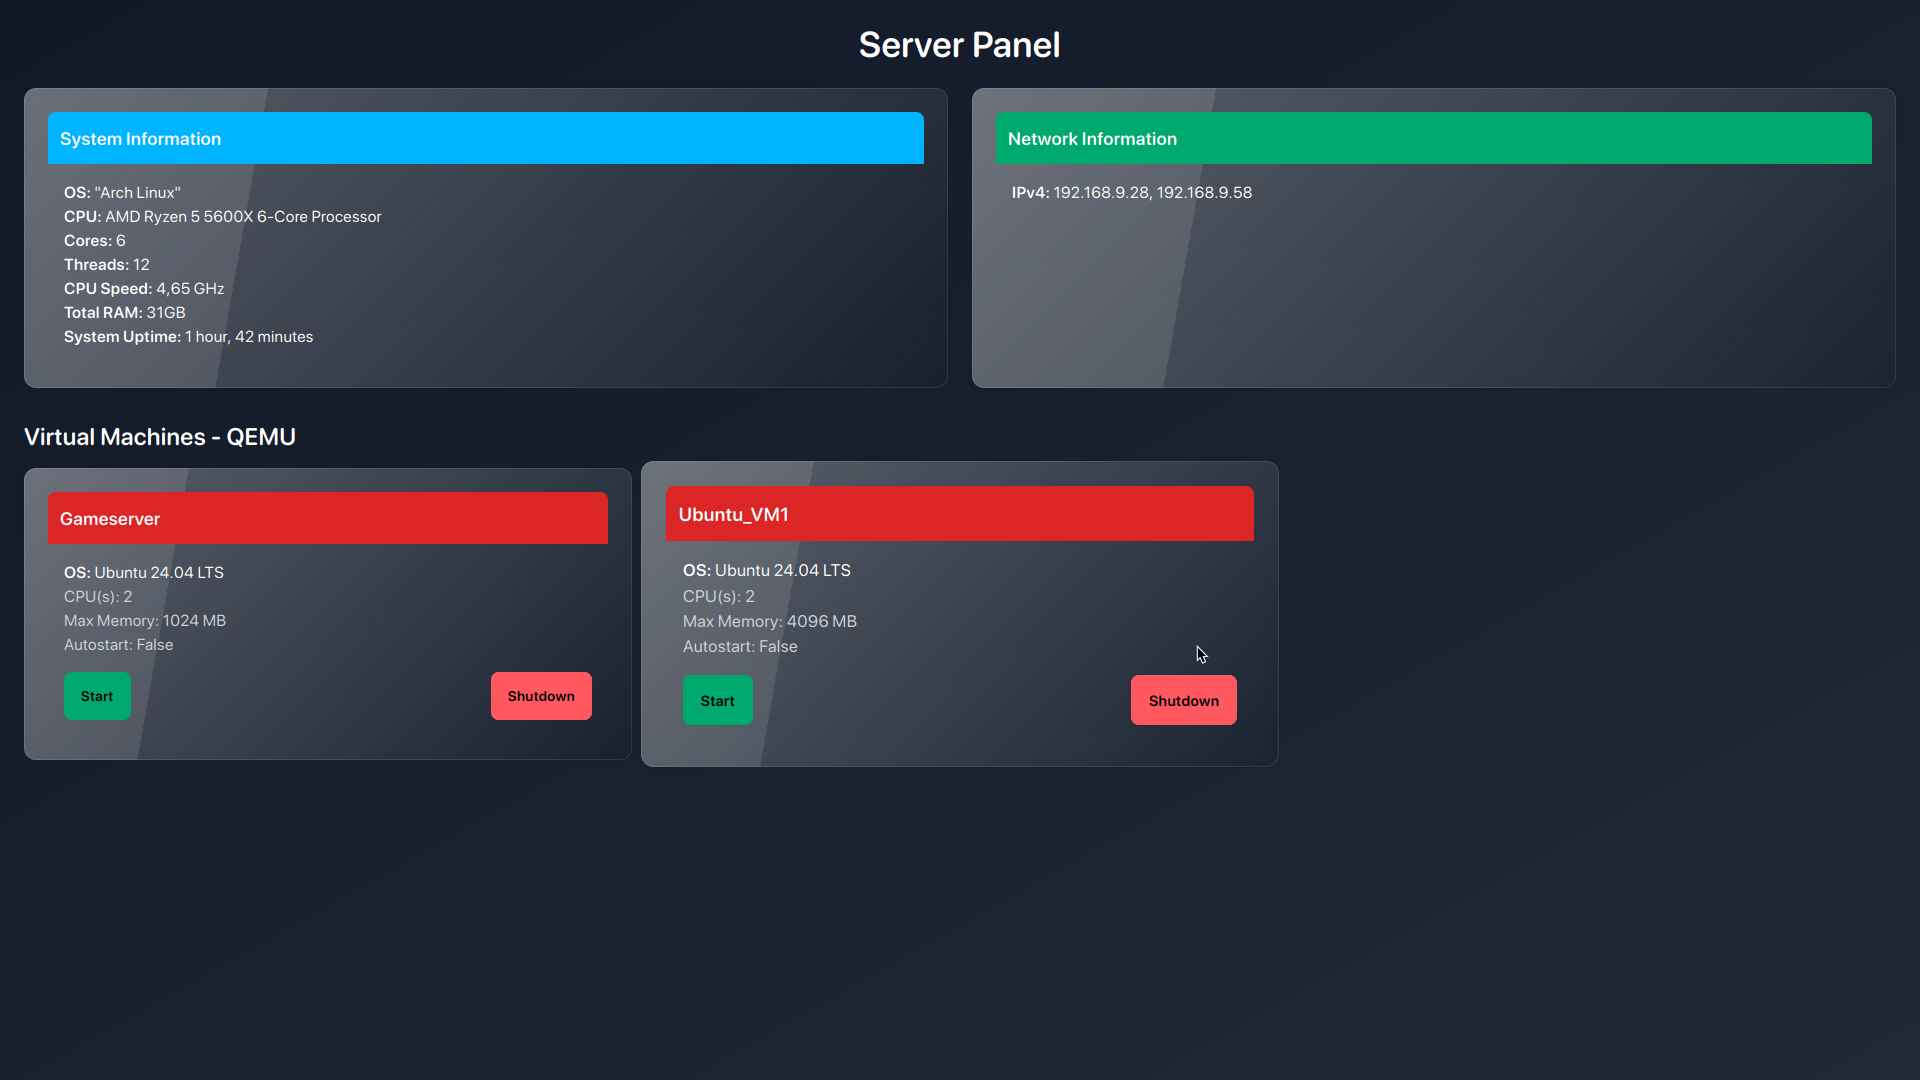 Server Panel
System Information
OS: "Arch Linux"
CPU: AMD Ryzen 5 5600X 6-Core Processor
Cores: 6
Threads: 12
CPU Speed: 4,65 GHz
Total RAM: 31GB
System Uptime: 1 hour, 42 minutes
Network Information
IPv4: 192.168.9.28, 192.168.9.58
Virtual Machines - QEMU
Gameserver
OS: Ubuntu 24.04 LTS
CPU(s): 2
Max Memory: 1024 MB
Autostart: False
Start
Shutdown
Ubuntu_VM1
OS: Ubuntu 24.04 LTS
CPU(s): 2
Max Memory: 4096 MB
Autostart: False
Start
Shutdown